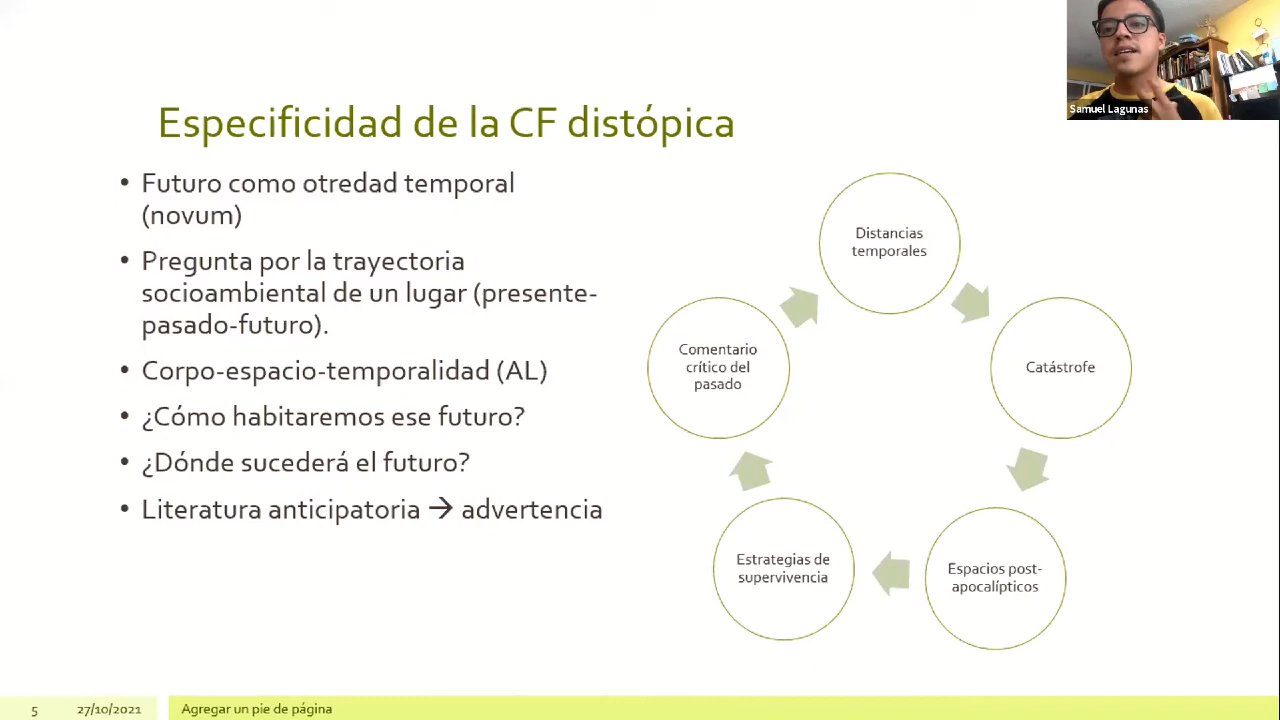 Samuel Lagunas
Especificidad de la CF distópica
• Futuro como otredad temporal
(novum)
• Pregunta por la trayectoria
socioambiental de un lugar (presente-
pasado-futuro).
• Corpo-espacio-temporalidad (AL)
• ¿Cómo habitaremos ese futuro?
• ¿Dónde sucederá el futuro?
• Literatura anticipatoria → advertencia
Distancias
temporales
Catástrofe
Espacios post-
apocalípticos
Estrategias de
supervivencia
Comentario
crítico del
pasado
5
27/10/2021
Agregar un pie de página